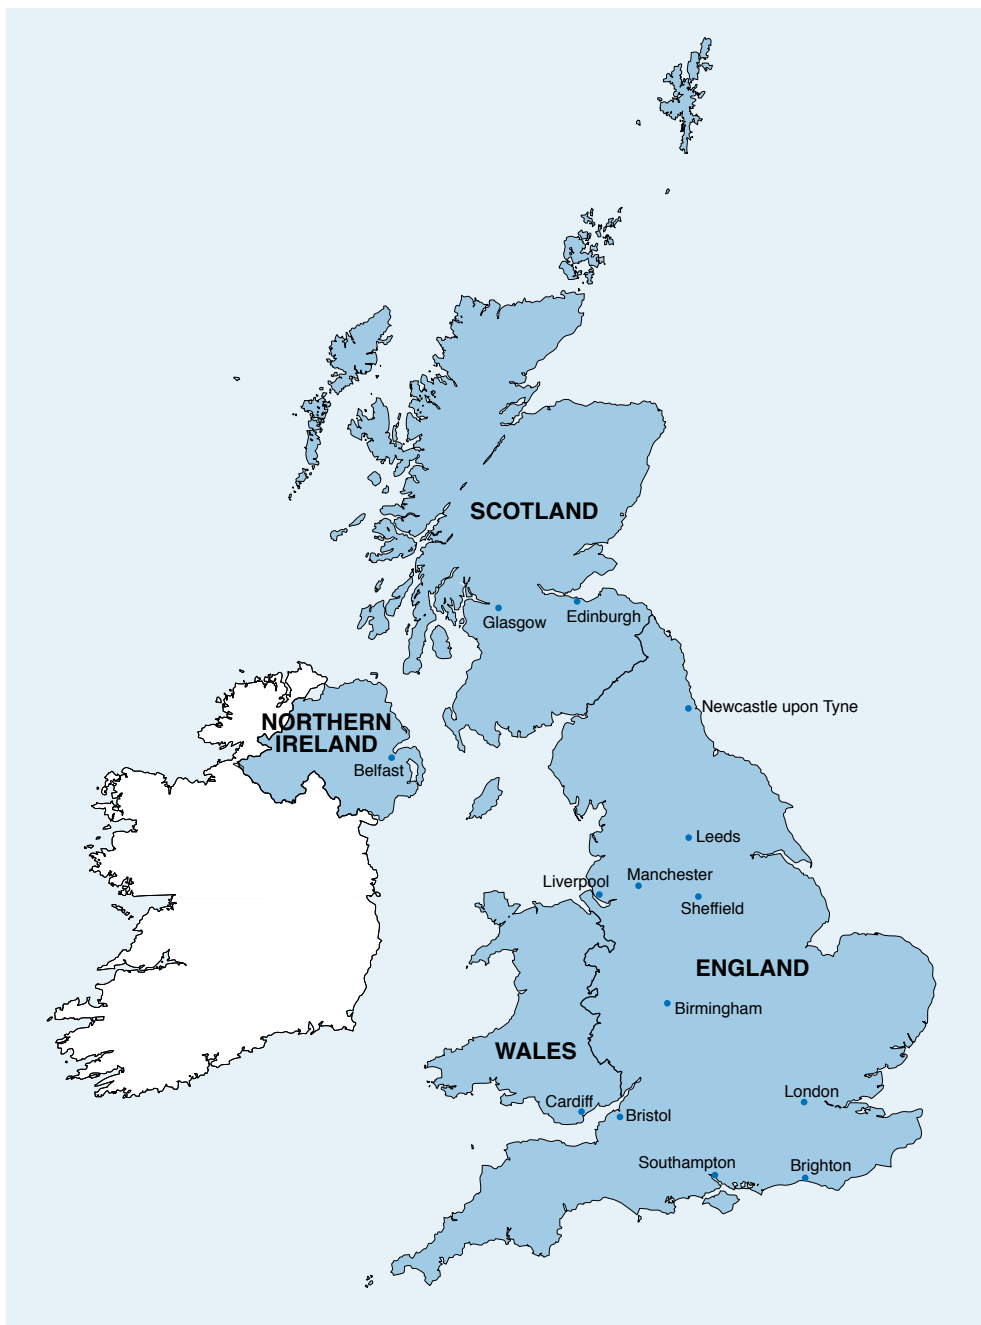 SCOTLAND
Glasgow
Edinburgh
Newcastle upon Tyne
NORTHERN
IRELAND
Belfast
Leeds
Manchester
Liverpool
Sheffield
ENGLAND
Birmingham
WALES
London
Cardiff
Bristol
Southampton
Brighton